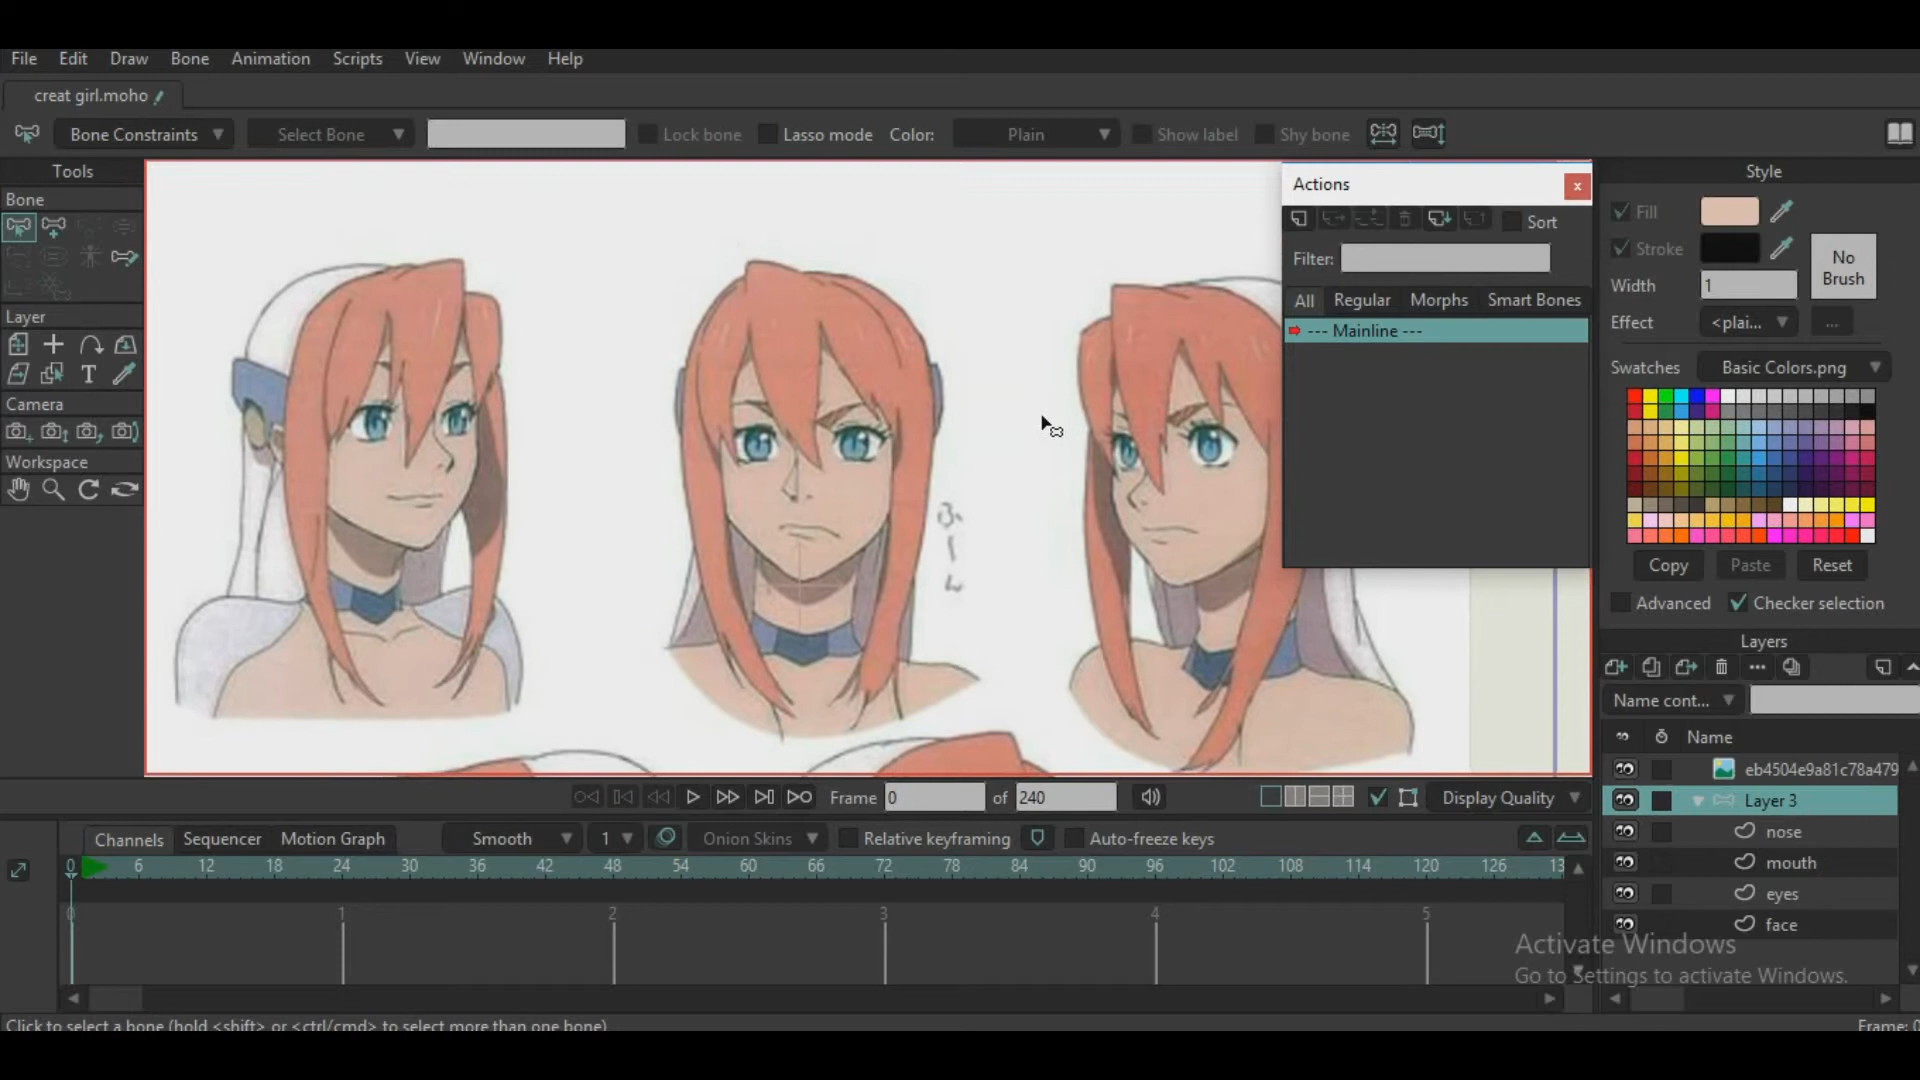 File Edit Draw Bone Animation Scripts View Window Help
creat girl.moho
Bone Constraints Select Bone Lock bone Lasso mode Color: Plain Show label Shy bone
Tools
Bone
Layer
T
Camera
Workspace
ふ
ー
ん
Actions
x
Sort
Filter:
All Regular Morphs Smart Bones
--- Mainline ---
Style
Fill
Stroke
No Brush
Width 1
Effect <plai... ...
Swatches Basic Colors.png
Copy Paste Reset
Advanced Checker selection
Layers
Name cont...
Name
eb4504e9a81c78a479
Layer 3
nose
mouth
eyes
face
Frame 0 of 240 Display Quality
Channels Sequencer Motion Graph Smooth 1 Onion Skins Relative keyframing Auto-freeze keys
0 6 12 18 24 30 36 42 48 54 60 66 72 78 84 90 96 102 108 114 120 126 13
0 1 2 3 4 5
Activate Windows
Go to Settings to activate Windows.
Click to select a bone (hold <shift> or <ctrl/cmd> to select more than one bone)
Frame: 0